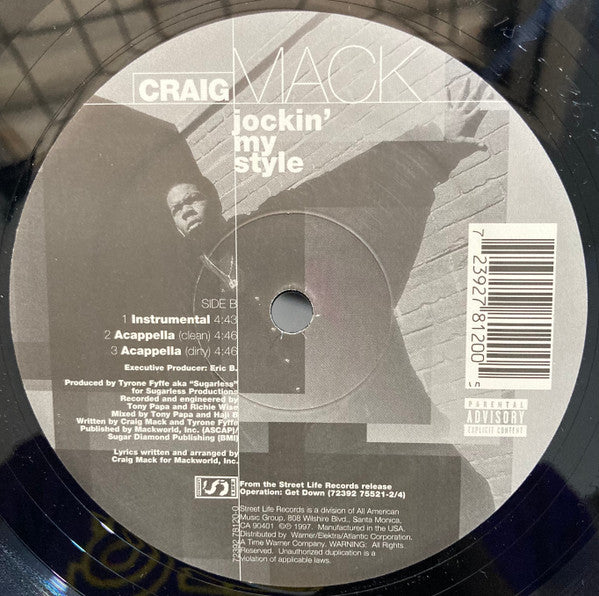 CRAIG MACK
jockin'
my
style
SIDE B
1 Instrumental 4:43
2 Acappella (clean) 4:46
3 Acappella (dirty) 4:46
Executive Producer: Eric B.
Produced by Tyrone Fyffe aka "Sugarless"
for Sugarless Productions
Recorded and engineered by
Tony Papa and Richie Wise
Mixed by Tony Papa and Haji B
Written by Craig Mack and Tyrone Fyffe
Published by Mackworld, Inc. (ASCAP)/
Sugar Diamond Publishing (BMI)
Lyrics written and arranged by
Craig Mack for Mackworld, Inc.
7 23927 81200 5
PARENTAL
ADVISORY
EXPLICIT CONTENT
From the Street Life Records release
Operation: Get Down (72392 75521-2/4)
72392 78120-0
Street Life Records is a division of All American
Music Group, 808 Wilshire Blvd., Santa Monica,
CA 90401 ©℗ 1997. Manufactured in the USA.
Distributed by Warner/Elektra/Atlantic Corporation.
A Time Warner Company. WARNING: All Rights
Reserved. Unauthorized duplication is a
violation of applicable laws.